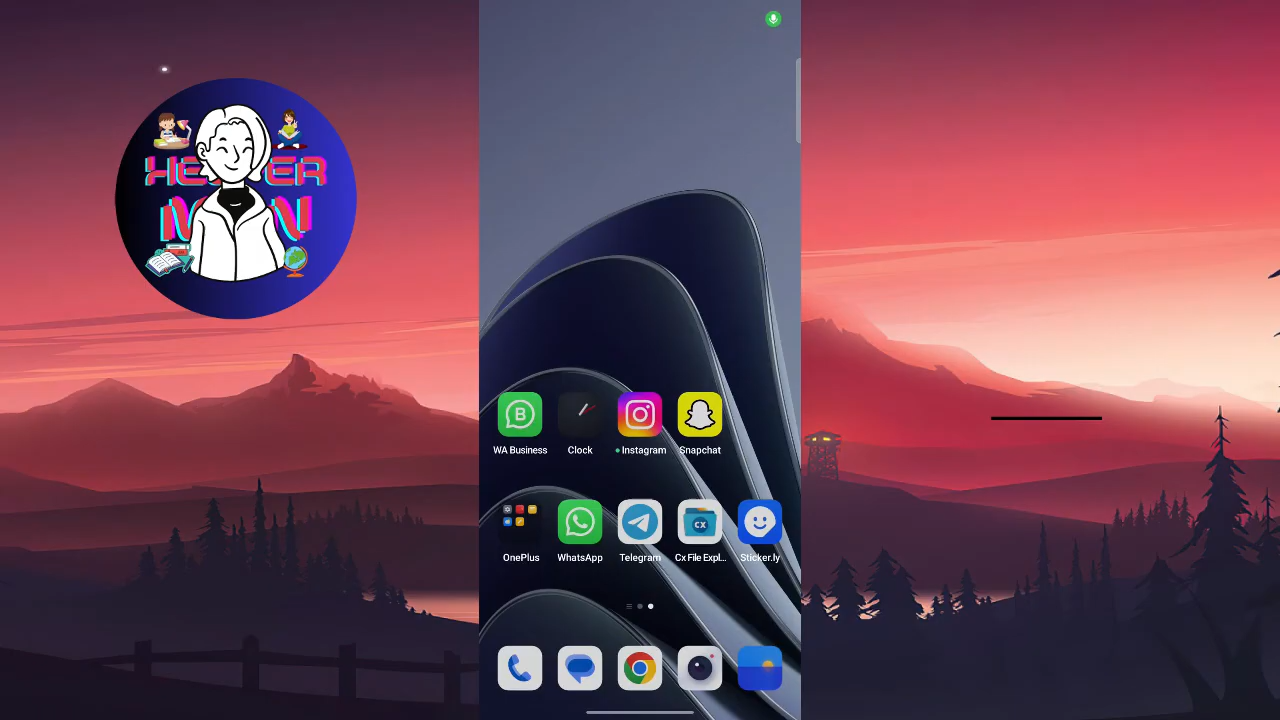 WA Business
Clock
Instagram
Snapchat
OnePlus
WhatsApp
Telegram
Cx File Expl...
Sticker.ly